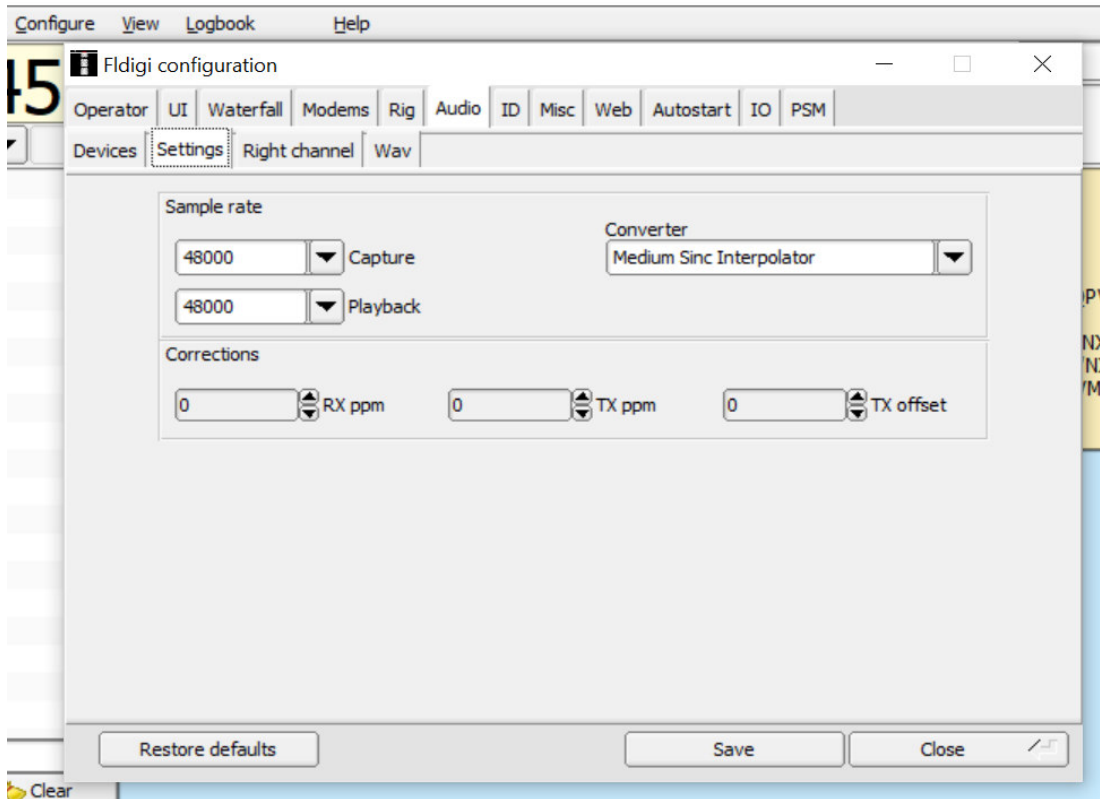 Configure View Logbook Help
45
Fldigi configuration
Operator UI Waterfall Modems Rig Audio ID Misc Web Autostart IO PSM
Devices Settings Right channel Wav
Sample rate
Converter
48000 Capture Medium Sinc Interpolator
48000 Playback
Corrections
0 RX ppm 0 TX ppm 0 TX offset
Restore defaults Save Close
Clear